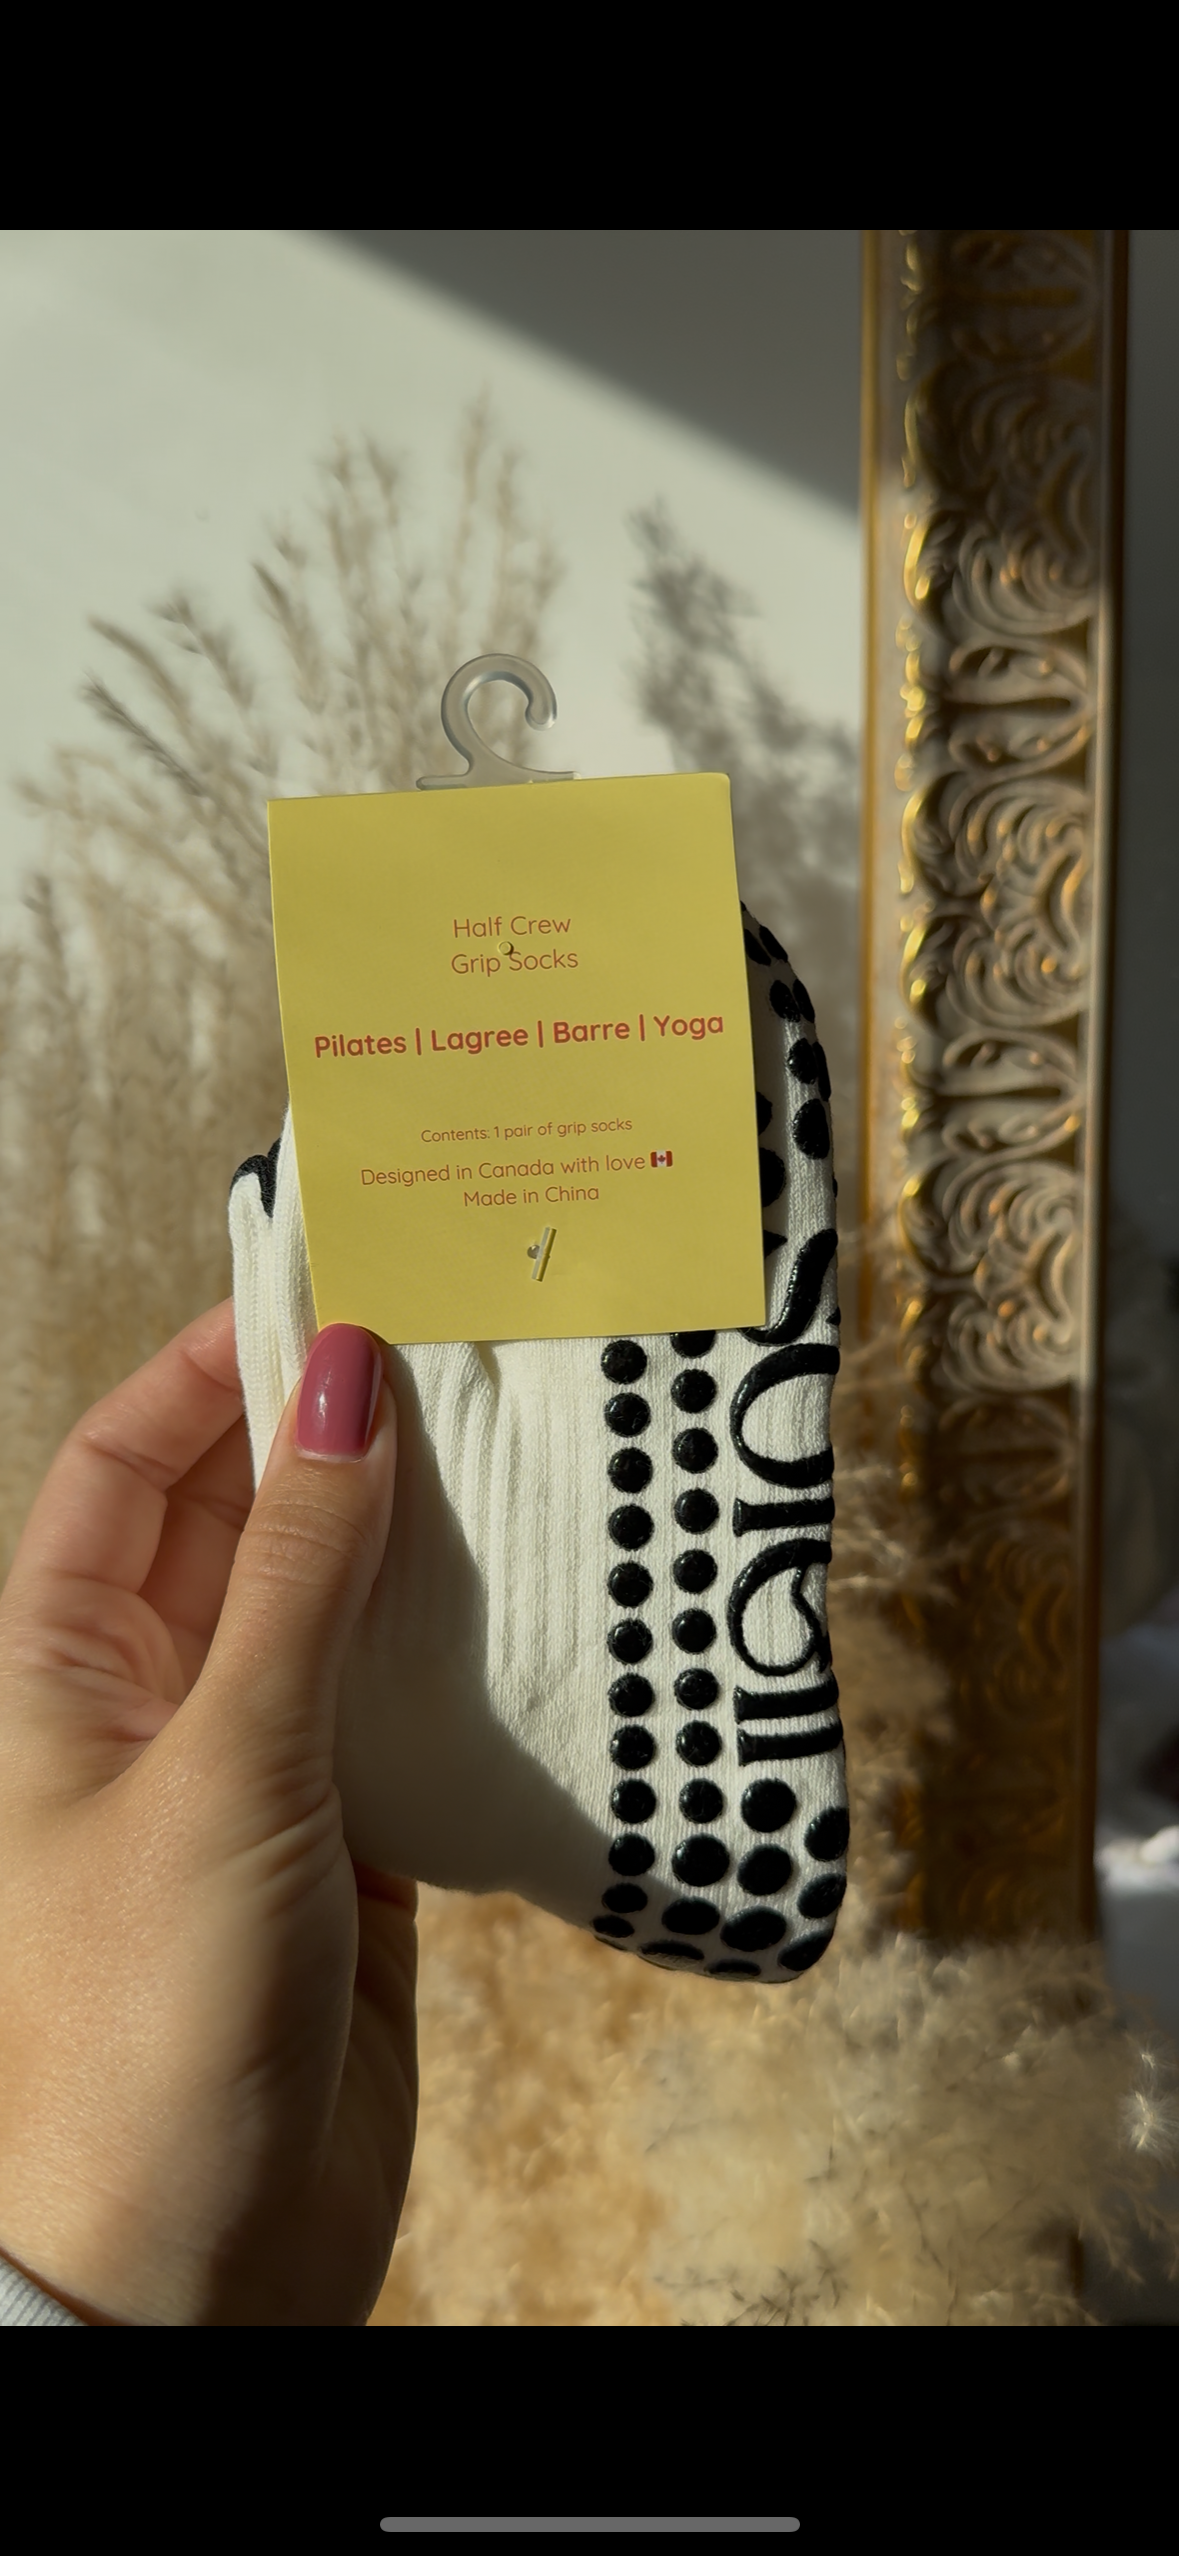 Half Crew
Grip Socks
Pilates | Lagree | Barre | Yoga
Contents: 1 pair of grip socks
Designed in Canada with love 🇨🇦
Made in China